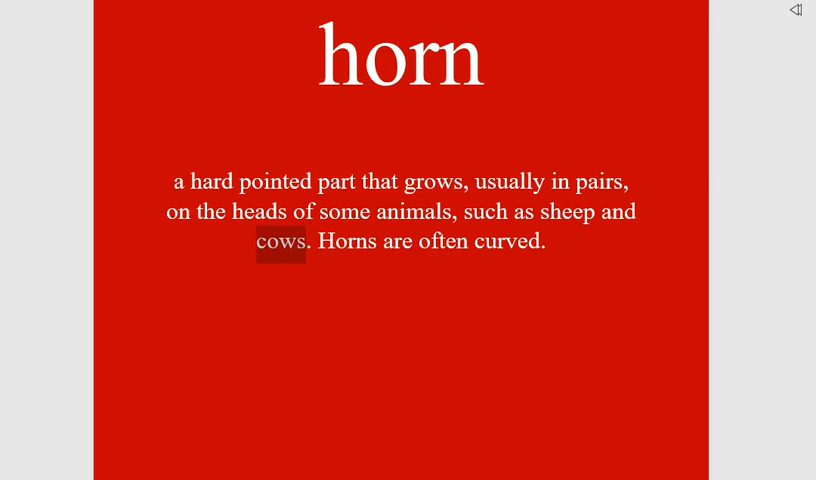 horn
a hard pointed part that grows, usually in pairs,
on the heads of some animals, such as sheep and
cows. Horns are often curved.